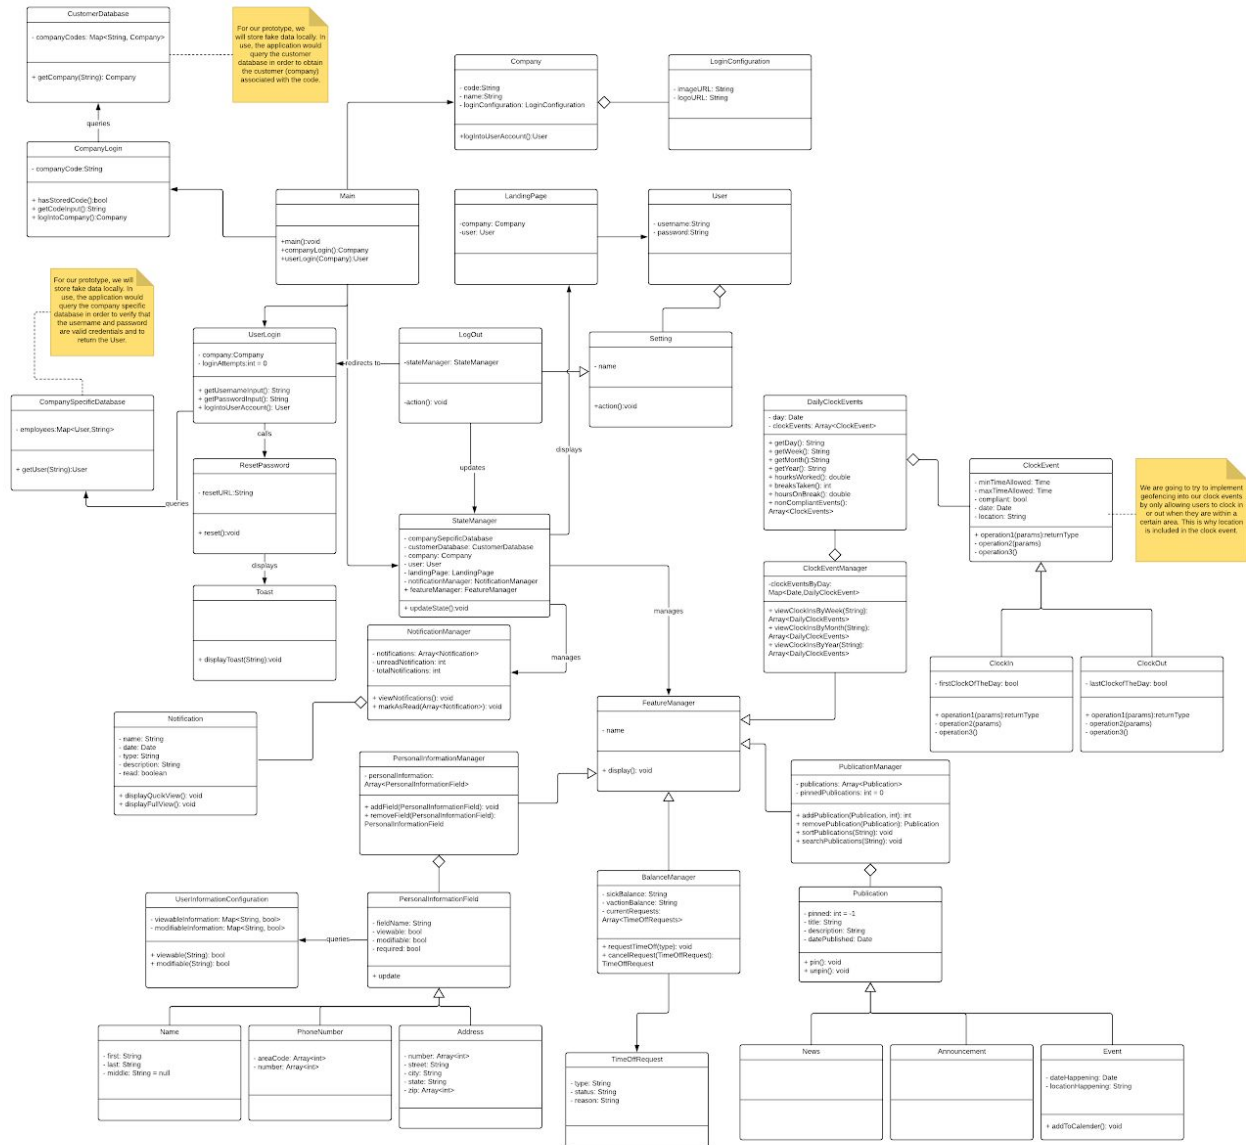 CustomerDatabase
- companyCodes: Map<String, Company>
+ getCompany(String): Company
For our prototype, we
will store fake data locally. In
use, the application would
query the customer
database in order to obtain
the customer (company)
associated with the code.
queries
CompanyLogin
- companyCode:String
+ hasStoredCode():bool
+ getCodeInput() String
+ logIntoCompany():Company
Company
- code:String
- name:String
- loginConfiguration: LoginConfiguration
+logIntoUserAccount():User
LoginConfiguration
- imageURL: String
- logoURL: String
Main
+main():void
+companyLogin():Company
+userLogin(Company):User
LandingPage
-company: Company
-user: User
User
- username:String
- password:String
For our prototype, we will
store fake data locally. In
use, the application would
query the company specific
database in order to verify that
the username and password
are valid credentials and to
return the User.
CompanySpecificDatabase
- employees:Map<User,String>
+ getUser(String):User
UserLogin
- company:Company
- loginAttempts:int = 0
+ getUsernameInput(): String
+ getPasswordInput(): String
+ logIntoUserAccount(): User
redirects to
LogOut
-stateManager: StateManager
-action(): void
Setting
- name
+action():void
calls
queries
ResetPassword
- resetURL:String
+ reset():void
displays
Toast
+ displayToast(String):void
updates
displays
StateManager
- companySepcificDatabase
- customerDatabase: CustomerDatabase
- company: Company
- user: User
- landingPage: LandingPage
- notificationManager: NotificationManager
+ featureManager: FeatureManager
+ updateState():void
manages
manages
DailyClockEvents
- day: Date
- clockEvents: Array<ClockEvent>
+ getDay(): String
+ getWeek(): String
+ getMonth():String
+ getYear(): String
+ hourksWorked(): double
+ breaksTaken(): int
+ hoursOnBreak(): double
+ nonCompliantEvents():
Array<ClockEvents>
ClockEvent
- minTimeAllowed: Time
- maxTimeAllowed: Time
- compliant: bool
- date: Date
- location: String
+ operation1(params):returnType
- operation2(params)
- operation3()
We are going to try to implement
geofencing into our clock events
by only allowing users to clock in
or out when they are within a
certain area. This is why location
is included in the clock event.
ClockEventManager
-clockEventsByDay:
Map<Date,DailyClockEvent>
+ viewClockInsByWeek(String):
Array<DailyClockEvents>
+ viewClockInsByMonth(String):
Array<DailyClockEvents>
+ viewClockInsByYear(String):
Array<DailyClockEvents>
ClockIn
- firstClockOfTheDay: bool
+ operation1(params):returnType
- operation2(params)
- operation3()
ClockOut
- lastClockofTheDay: bool
+ operation1(params):returnType
- operation2(params)
- operation3()
NotificationManager
- notifications: Array<Notification>
- unreadNotification: int
- totalNotifications: int
+ viewNotifications(): void
+ markAsRead(Array<Notification>): void
Notification
- name: String
- date: Date
- type: String
- description: String
- read: boolean
+ displayQucikView(): void
+ displayFullView(): void
FeatureManager
- name
+ display(): void
PersonalInformationManager
- personalInformation:
Array<PersonalInformationField>
+ addField(PersonalInformationField): void
+ removeField(PersonalInformationField):
PersonalInformationField
PublicationManager
- publications: Array<Publication>
- pinnedPublications: int = 0
+ addPublication(Publication, int): int
+ removePublication(Publication): Publication
+ sortPublications(String): void
+ searchPublications(String): void
UserInformationConfiguration
- viewableInformation: Map<String, bool>
- modifiableInformation: Map<String, bool>
+ viewable(String): bool
+ modifiable(String): bool
queries
PersonalInformationField
- fieldName: String
- viewable: bool
- modifiable: bool
- required: bool
+ update
BalanceManager
- sickBalance: String
- vactionBalance: String
- currentRequests:
Array<TimeOffRequests>
+ requestTimeOff(type): void
+ cancelRequest(TimeOffRequest):
TimeOffRequest
Publication
- pinned: int = -1
- title: String
- description: String
- datePublished: Date
+ pin(): void
+ unpin(): void
Name
- first: String
- last: String
- middle: String = null
PhoneNumber
- areaCode: Array<int>
- number: Array<int>
Address
- number: Array<int>
- street: String
- city: String
- state: String
- zip: Array<int>
TimeOffRequest
- type: String
- status: String
- reason: String
News
Announcement
Event
- dateHappening: Date
- locationHappening: String
+ addToCalender(): void